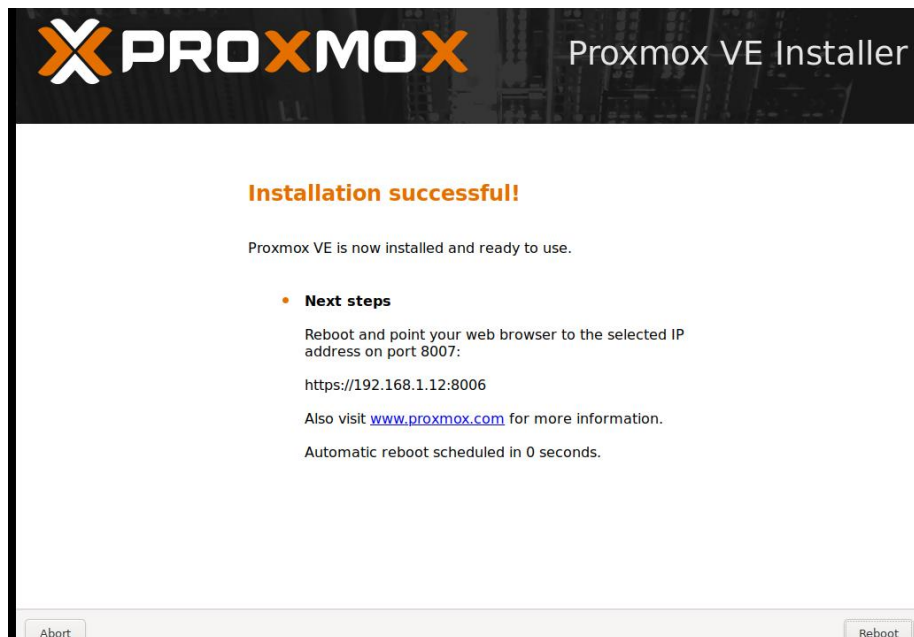 PROXMOX
Proxmox VE Installer
Installation successful!
Proxmox VE is now installed and ready to use.
Next steps
Reboot and point your web browser to the selected IP
address on port 8007:
https://192.168.1.12:8006
Also visit www.proxmox.com for more information.
Automatic reboot scheduled in 0 seconds.
Abort
Reboot